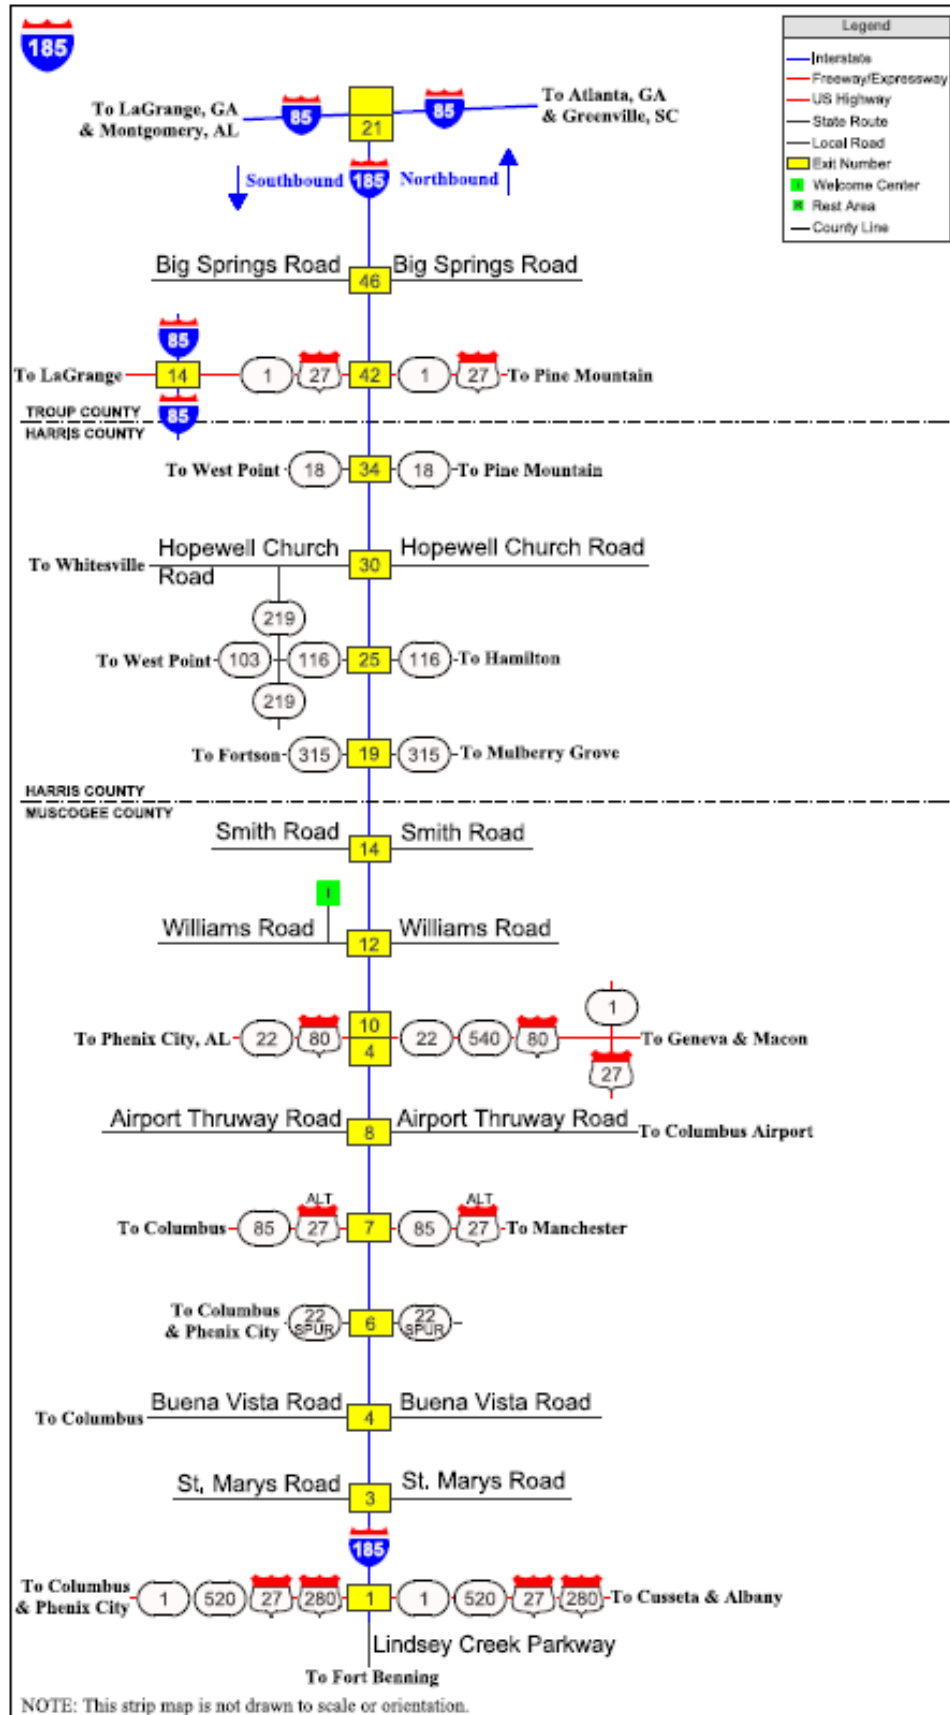 185
Legend
Interstate
Freeway/Expressway
US Highway
State Route
Local Road
Exit Number
I Welcome Center
R Rest Area
County Line
To LaGrange, GA
& Montgomery, AL
85
21
85
To Atlanta, GA
& Greenville, SC
Southbound
185
Northbound
Big Springs Road
46
Big Springs Road
85
To LaGrange
14
1
27
42
1
27
To Pine Mountain
85
TROUP COUNTY
HARRIS COUNTY
To West Point
18
34
18
To Pine Mountain
To Whitesville
Hopewell Church
Road
30
Hopewell Church Road
219
To West Point
103
116
25
116
To Hamilton
219
To Fortson
315
19
315
To Mulberry Grove
HARRIS COUNTY
MUSCOGEE COUNTY
Smith Road
14
Smith Road
I
Williams Road
12
Williams Road
To Phenix City, AL
22
80
10
4
22
540
80
1
27
To Geneva & Macon
Airport Thruway Road
8
Airport Thruway Road
To Columbus Airport
To Columbus
85
ALT
27
7
85
ALT
27
To Manchester
To Columbus
& Phenix City
22
SPUR
6
22
SPUR
To Columbus
Buena Vista Road
4
Buena Vista Road
St. Marys Road
3
St. Marys Road
185
To Columbus
& Phenix City
1
520
27
280
1
1
520
27
280
To Cusseta & Albany
Lindsey Creek Parkway
To Fort Benning
NOTE: This strip map is not drawn to scale or orientation.